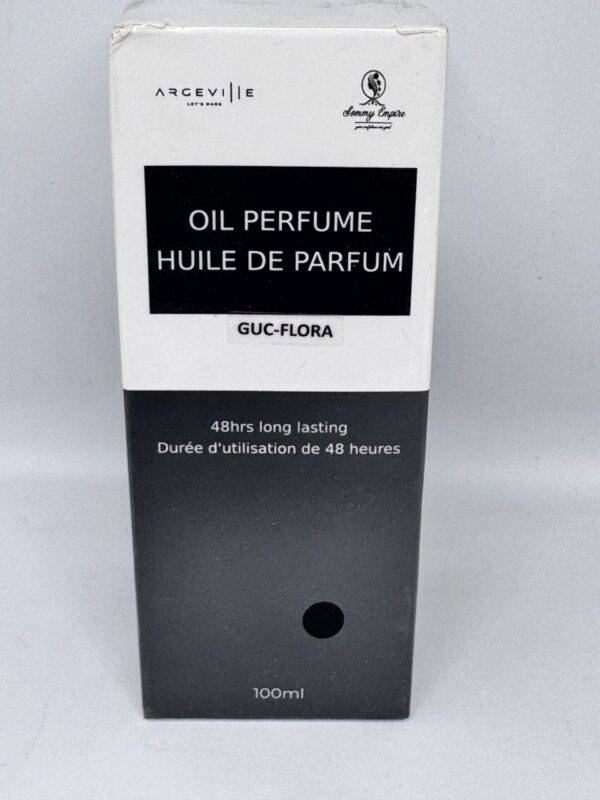 ARGEVILLE
LET'S DARE
Sommy Empire
OIL PERFUME
HUILE DE PARFUM
GUC-FLORA
48hrs long lasting
Durée d'utilisation de 48 heures
100ml